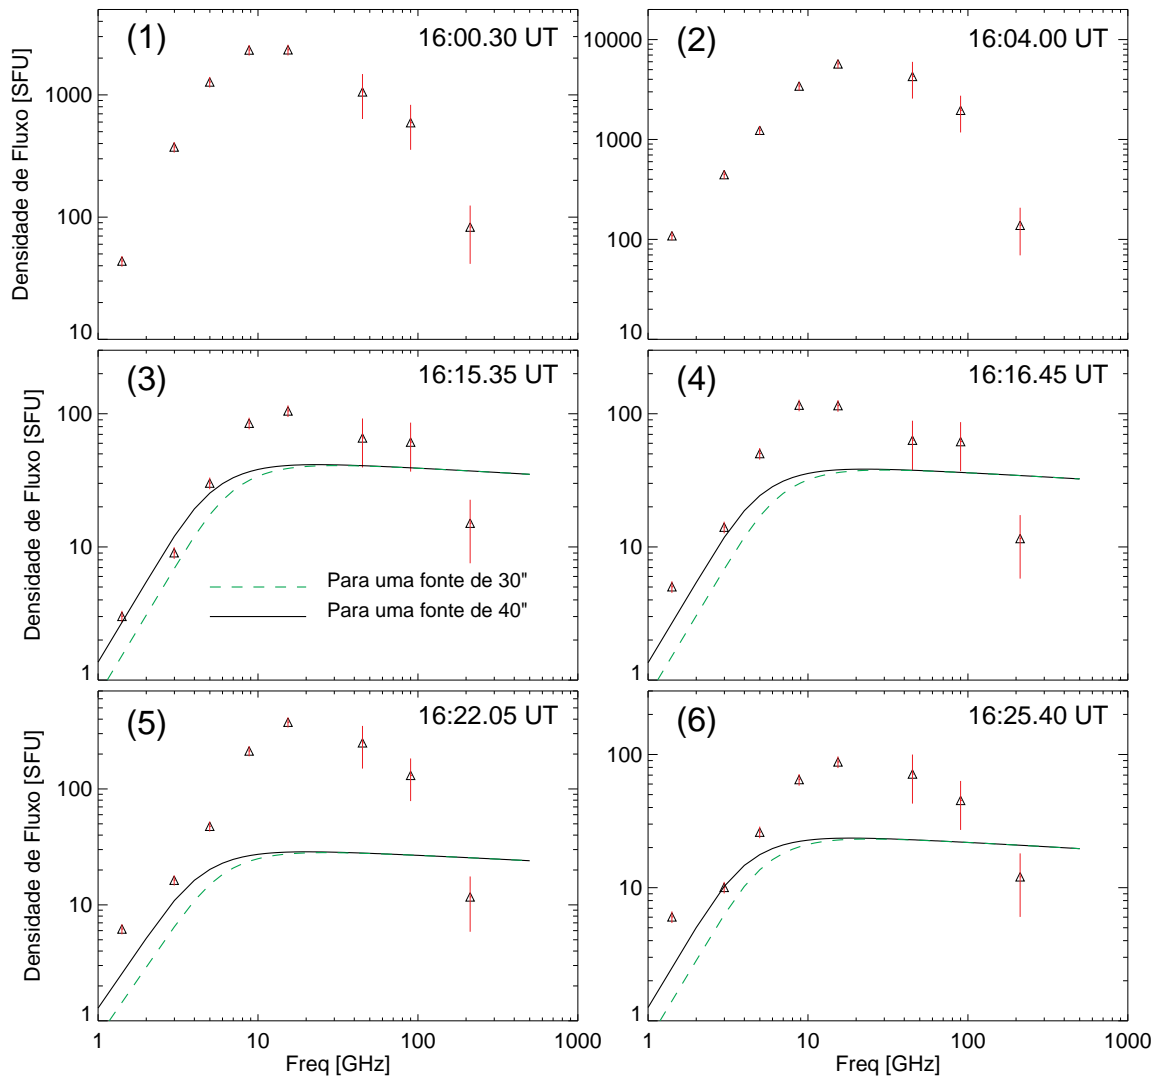 (1) 16:00.30 UT
(2) 16:04.00 UT
Densidade de Fluxo [SFU]
1000
100
10
10000
1000
100
10
(3) 16:15.35 UT
(4) 16:16.45 UT
Densidade de Fluxo [SFU]
100
10
1
100
10
1
Para uma fonte de 30"
Para uma fonte de 40"
(5) 16:22.05 UT
(6) 16:25.40 UT
Densidade de Fluxo [SFU]
100
10
1
100
10
1
1 10 100 1000
1 10 100 1000
Freq [GHz]
Freq [GHz]